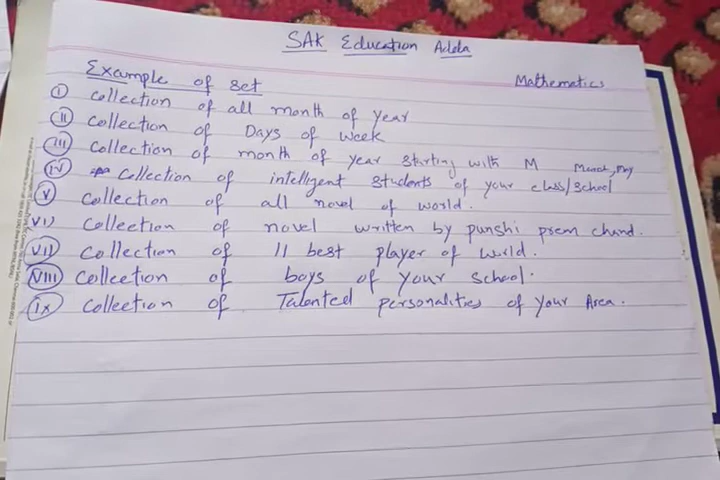 SAK Education Adda
Example of set
Mathematics
(i) collection of all month of year
(ii) collection of Days of week
(iii) collection of month of year starting with M March, May
(iv) collection of intelligent students of your class/school
(v) collection of all novel of world.
vi) collection of novel written by punshi prem chand.
(vii) collection of 11 best player of world.
(viii) collection of boys of your school.
(ix) collection of Talented personalities of your Area.